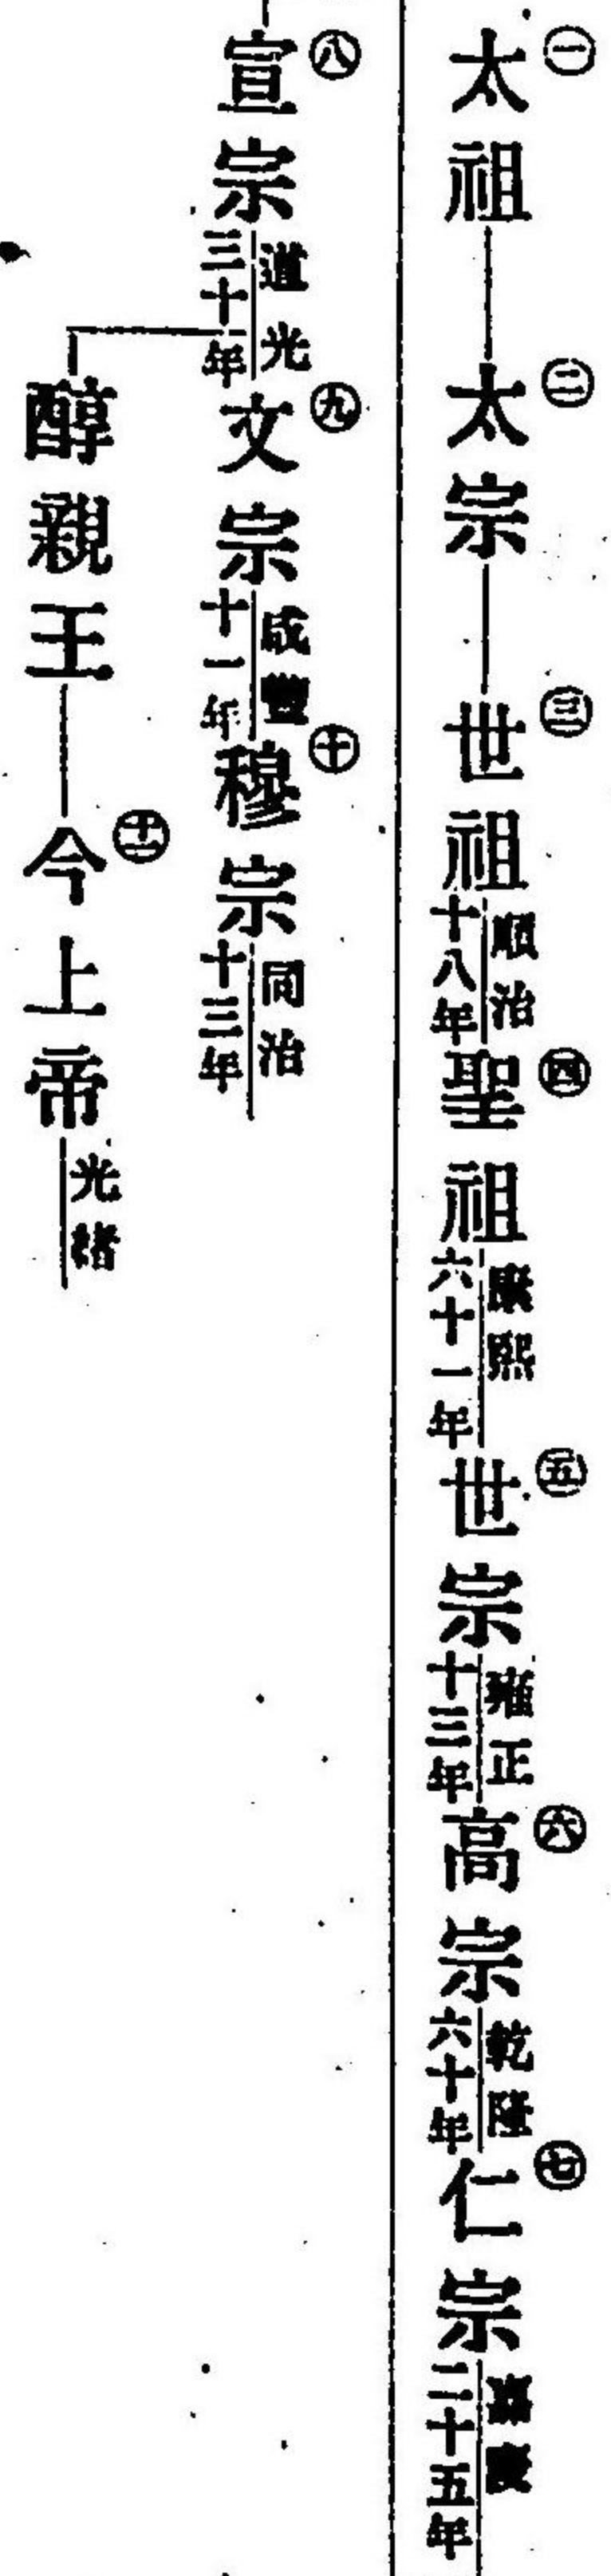 ㊀太祖
㊁太宗
㊂世祖
順治
十八年
㊃聖祖
康熙
六十一年
㊄世宗
雍正
十三年
㊅高宗
乾隆
六十年
㊆仁宗
嘉慶
二十五年
㊇宣宗
道光
三十年
㊈文宗
咸豐
十一年
㊉穆宗
同治
十三年
醇親王
十一
今上帝
光緒